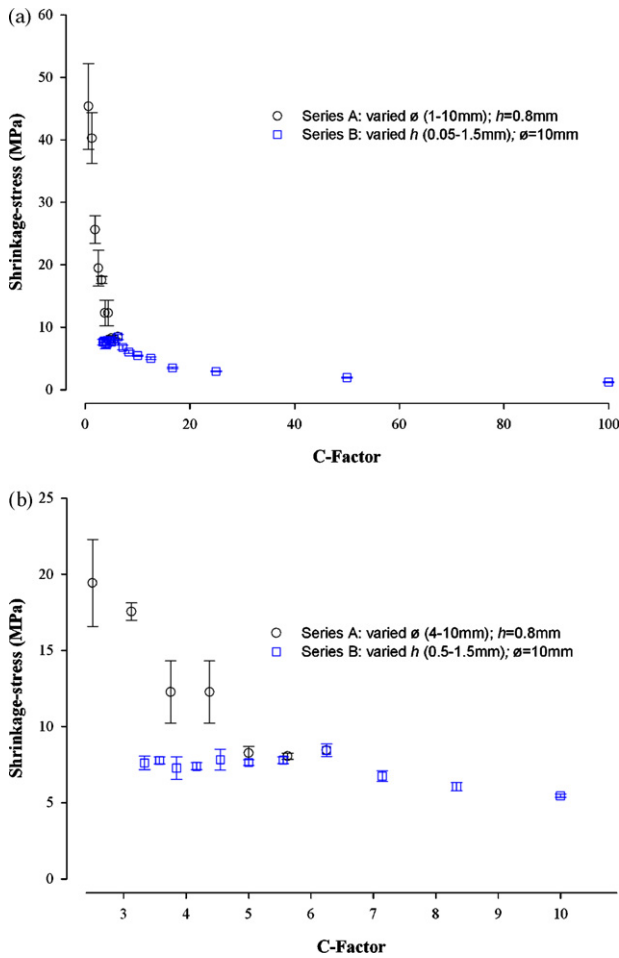 (a)
60
50
40
30
20
10
0
Shrinkage-stress (MPa)
Series A: varied ø (1-10mm); h=0.8mm
Series B: varied h (0.05-1.5mm); ø=10mm
0 20 40 60 80 100
C-Factor
(b)
25
20
15
10
5
0
Shrinkage-stress (MPa)
Series A: varied ø (4-10mm); h=0.8mm
Series B: varied h (0.5-1.5mm); ø=10mm
3 4 5 6 7 8 9 10
C-Factor